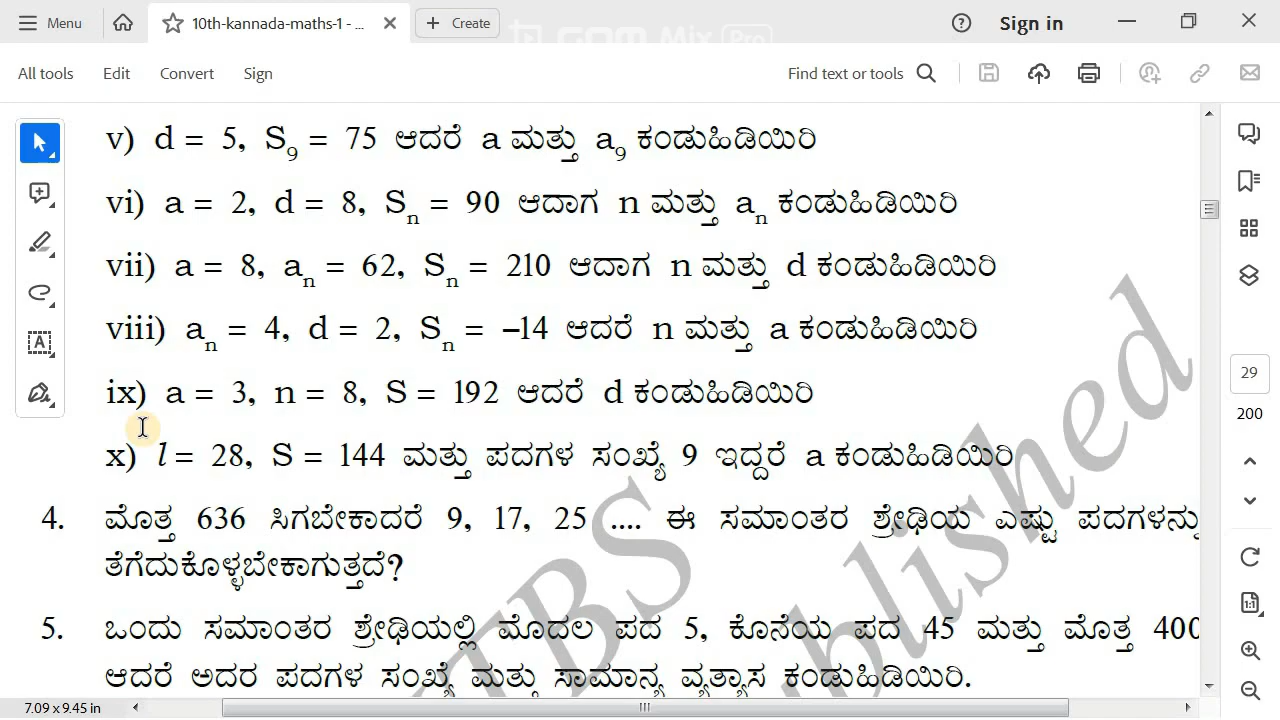 Menu
10th-kannada-maths-1 - ...
+ Create
Sign in
All tools Edit Convert Sign
Find text or tools
v) d = 5, S9 = 75 ಆದರೆ a ಮತ್ತು a9 ಕಂಡುಹಿಡಿಯಿರಿ
vi) a = 2, d = 8, Sn = 90 ಆದಾಗ n ಮತ್ತು an ಕಂಡುಹಿಡಿಯಿರಿ
vii) a = 8, an = 62, Sn = 210 ಆದಾಗ n ಮತ್ತು d ಕಂಡುಹಿಡಿಯಿರಿ
viii) an = 4, d = 2, Sn = –14 ಆದರೆ n ಮತ್ತು a ಕಂಡುಹಿಡಿಯಿರಿ
ix) a = 3, n = 8, S = 192 ಆದರೆ d ಕಂಡುಹಿಡಿಯಿರಿ
x) l = 28, S = 144 ಮತ್ತು ಪದಗಳ ಸಂಖ್ಯೆ 9 ಇದ್ದರೆ a ಕಂಡುಹಿಡಿಯಿರಿ
4. ಮೊತ್ತ 636 ಸಿಗಬೇಕಾದರೆ 9, 17, 25 .... ಈ ಸಮಾಂತರ ಶ್ರೇಢಿಯ ಎಷ್ಟು ಪದಗಳನ್ನು
ತೆಗೆದುಕೊಳ್ಳಬೇಕಾಗುತ್ತದೆ?
5. ಒಂದು ಸಮಾಂತರ ಶ್ರೇಢಿಯಲ್ಲಿ ಮೊದಲ ಪದ 5, ಕೊನೆಯ ಪದ 45 ಮತ್ತು ಮೊತ್ತ 400
ಆದರೆ ಅದರ ಪದಗಳ ಸಂಖ್ಯೆ ಮತ್ತು ಸಾಮಾನ್ಯ ವ್ಯತ್ಯಾಸ ಕಂಡುಹಿಡಿಯಿರಿ.
TBS
blished
29
200
7.09 x 9.45 in